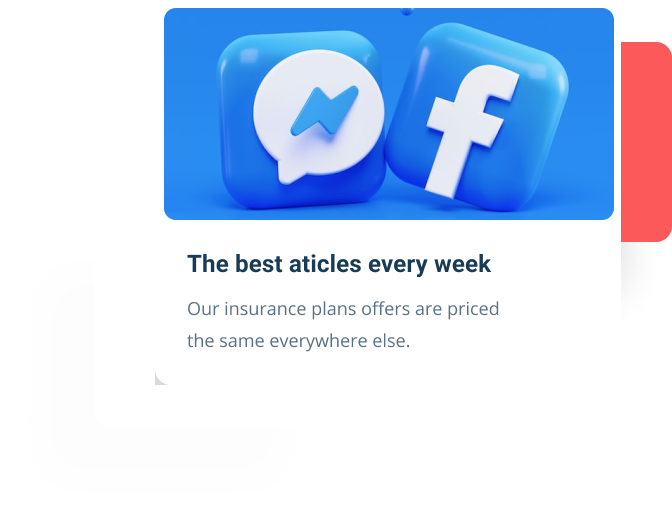 The best aticles every week
Our insurance plans offers are priced
the same everywhere else.